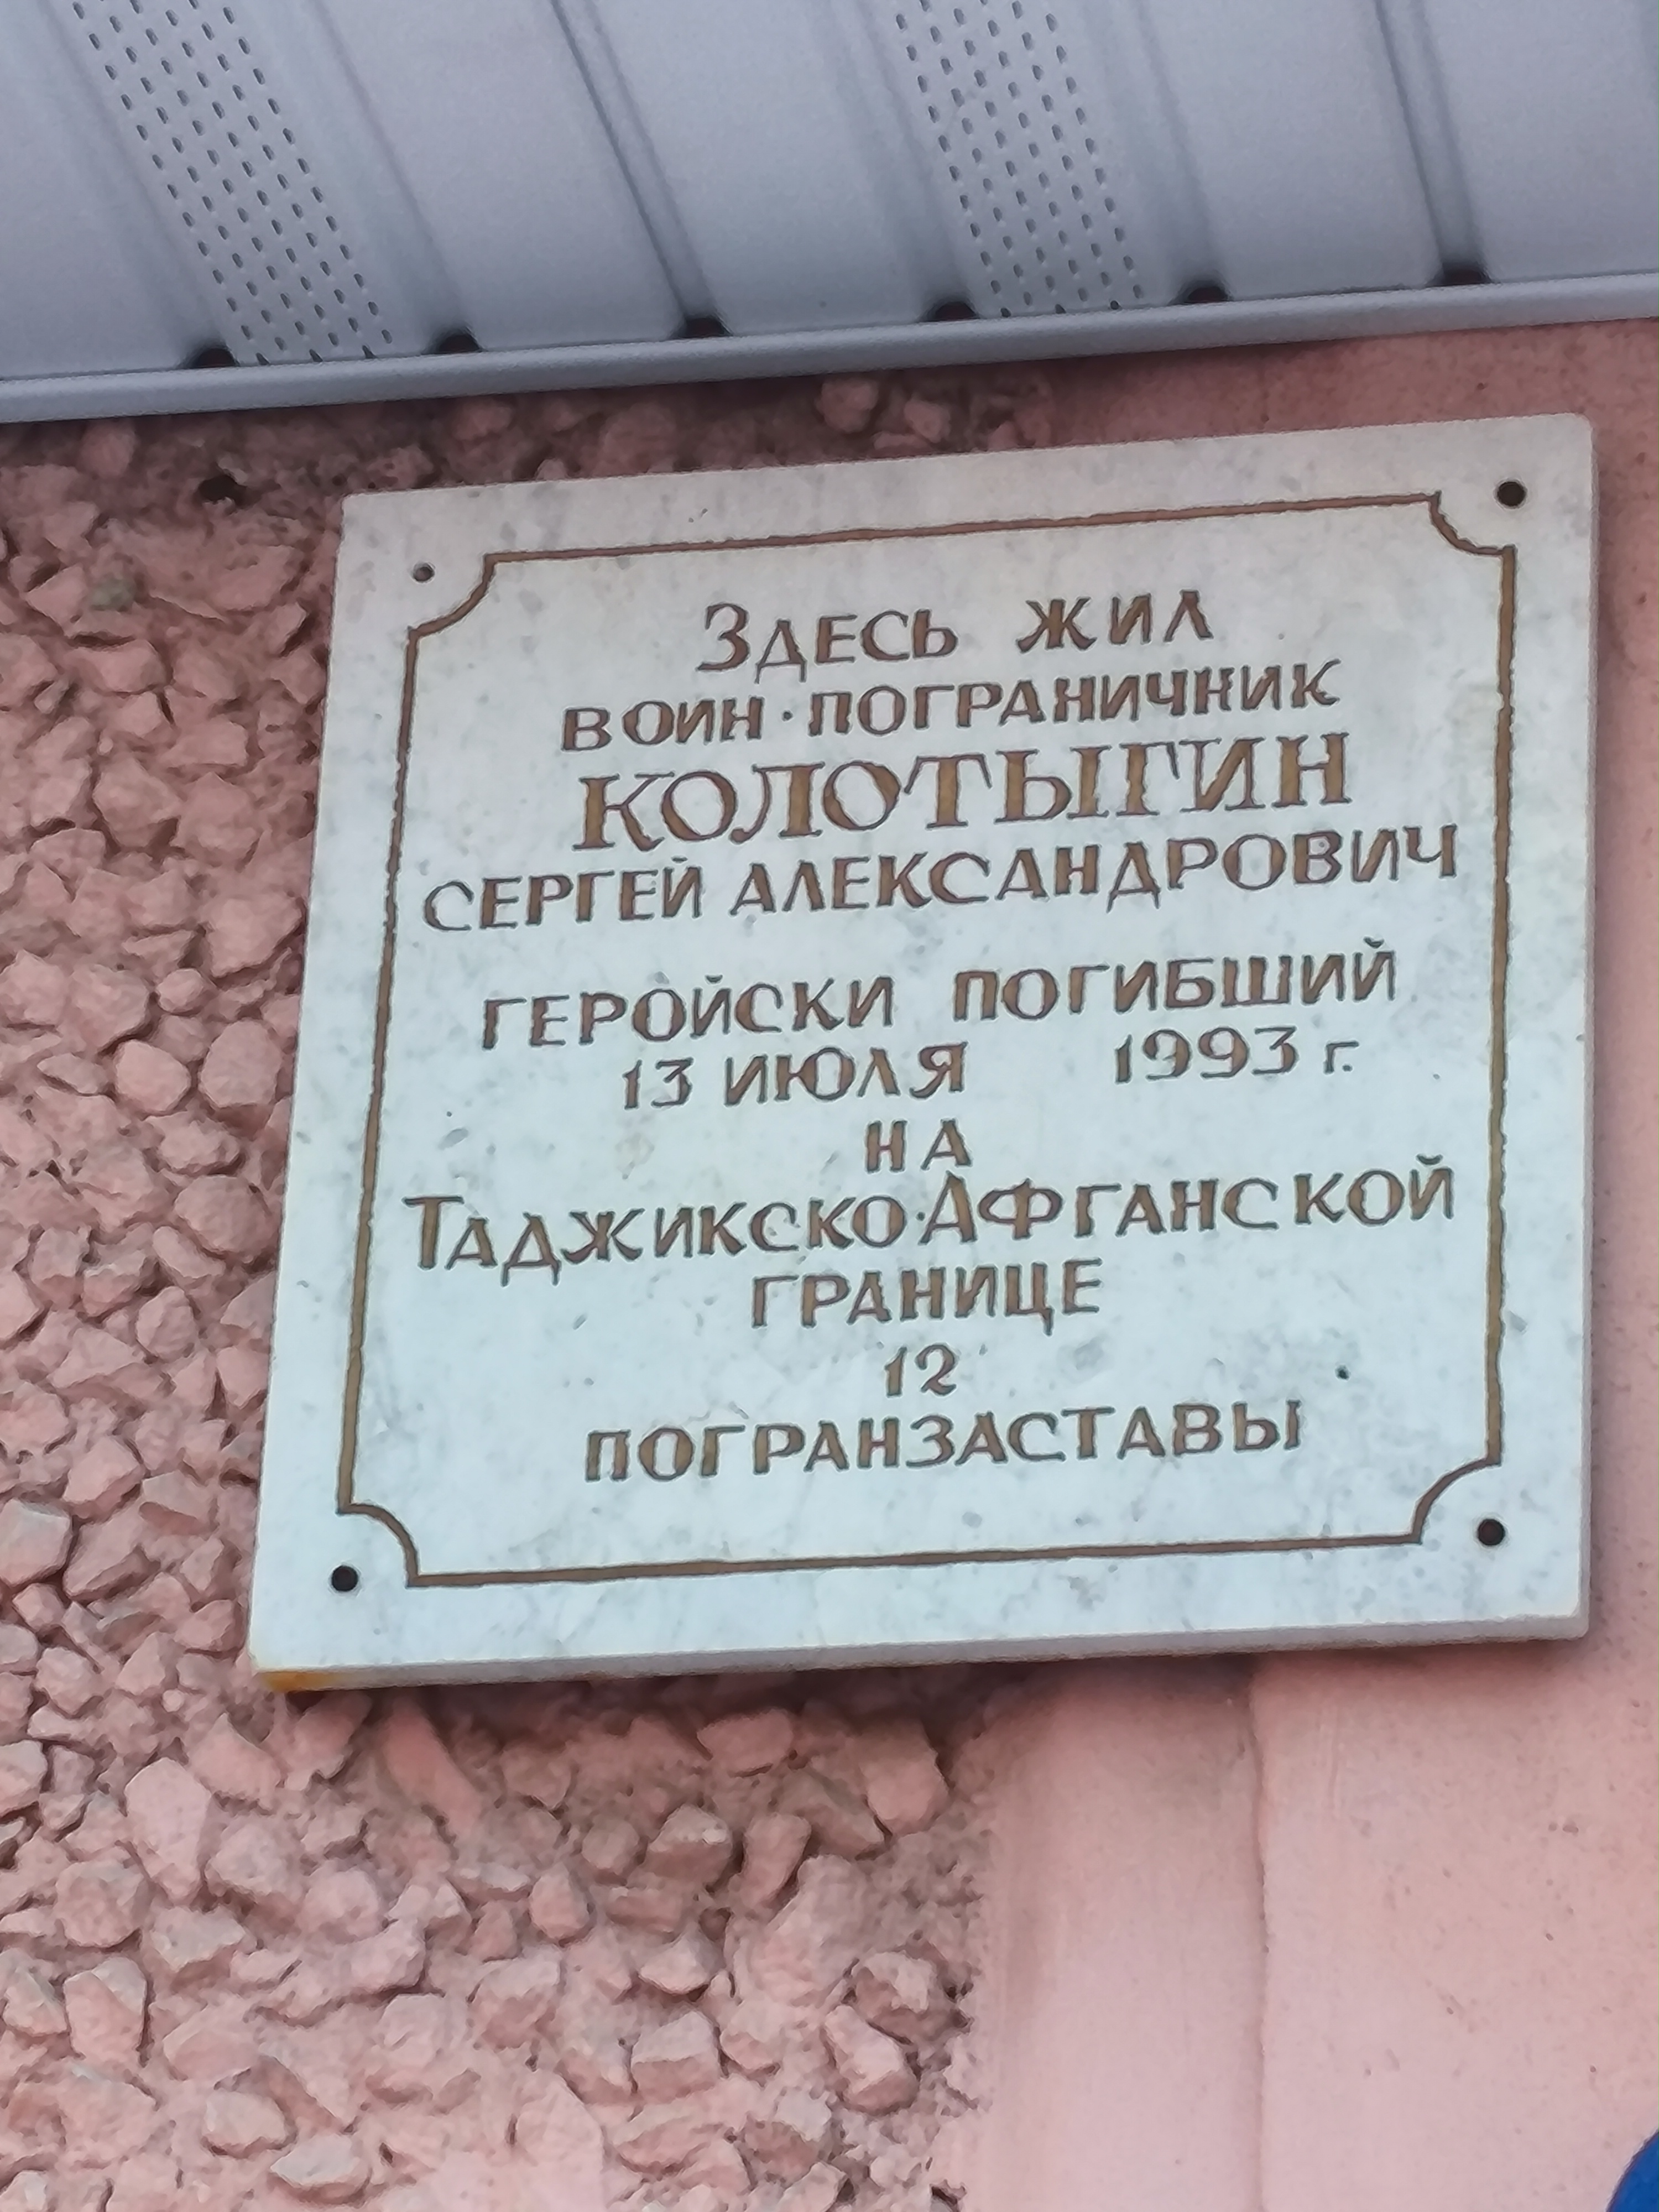 Здесь жил
воин-пограничник
КОЛОТЫГИН
СЕРГЕЙ АЛЕКСАНДРОВИЧ
ГЕРОЙСКИ ПОГИБШИЙ
13 ИЮЛЯ 1993 г.
НА
ТАДЖИКСКО-АФГАНСКОЙ
ГРАНИЦЕ
12
ПОГРАНЗАСТАВЫ